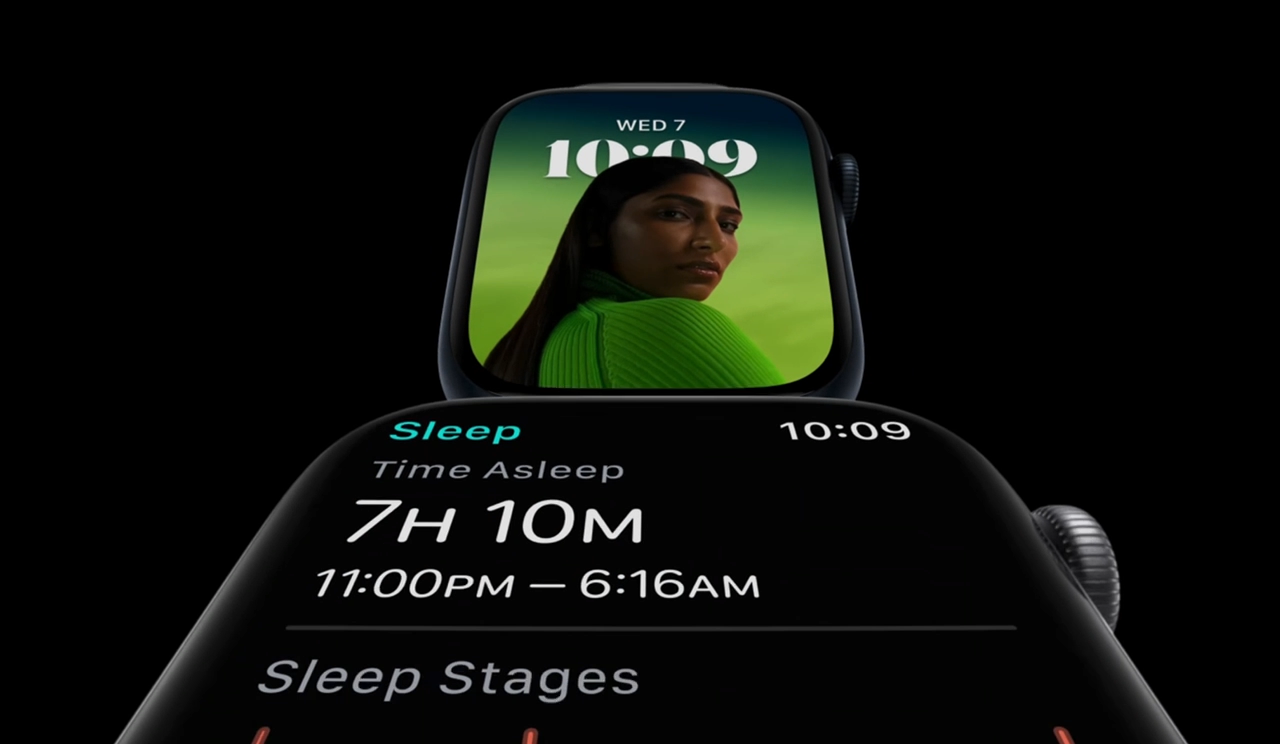 WED 7
10:09
Sleep
10:09
Time Asleep
7H 10M
11:00PM – 6:16AM
Sleep Stages